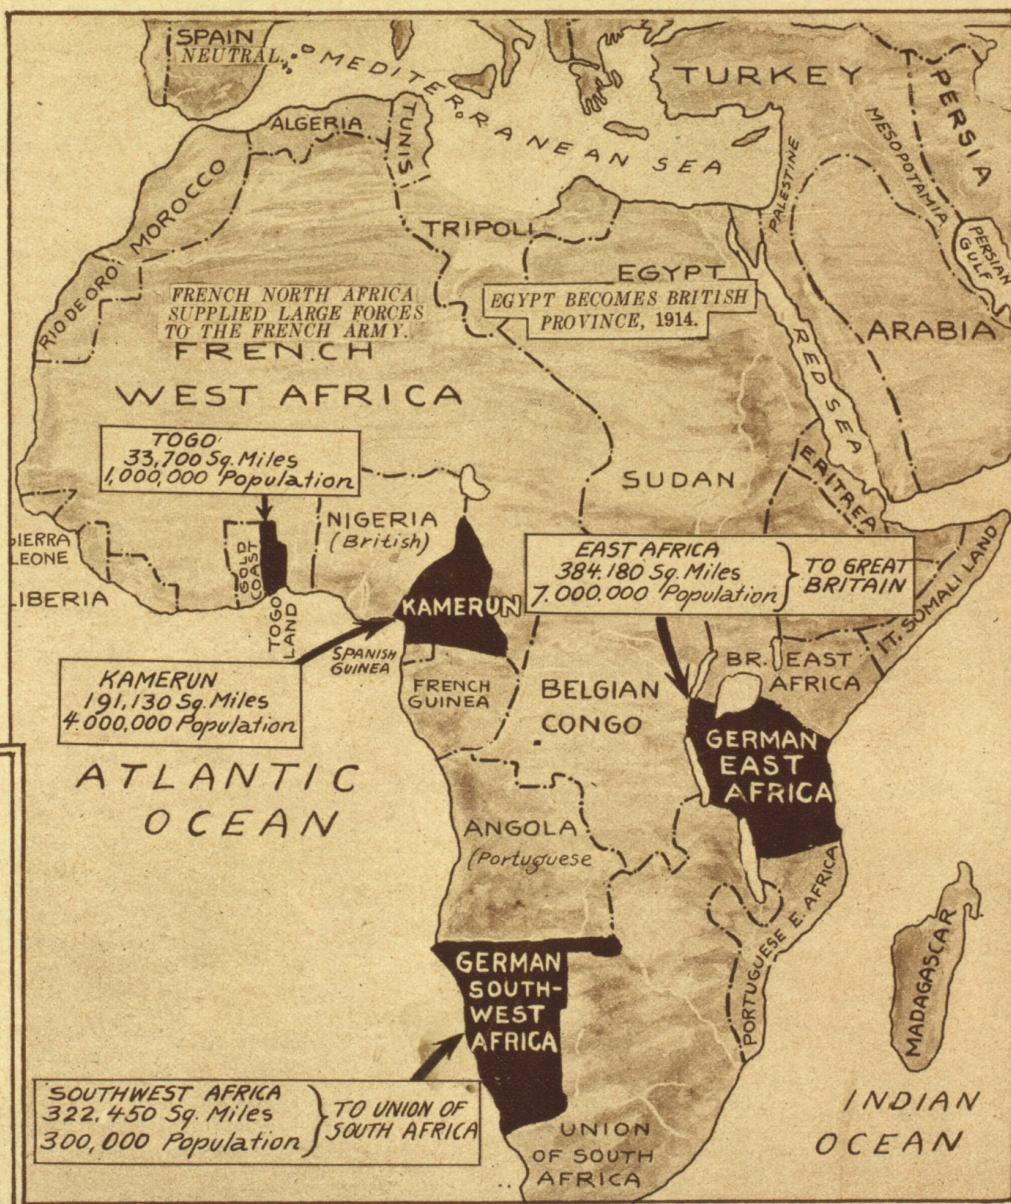 SPAIN
NEUTRAL.
MEDITERRANEAN SEA
TURKEY
PERSIA
MESOPOTAMIA
PALESTINE
PERSIAN
GULF
ALGERIA
TUNIS
MOROCCO
TRIPOLI
EGYPT
RIO DE ORO
FRENCH NORTH AFRICA
SUPPLIED LARGE FORCES
TO THE FRENCH ARMY.
EGYPT BECOMES BRITISH
PROVINCE, 1914.
RED SEA
ARABIA
FRENCH
WEST AFRICA
TOGO
33,700 Sq. Miles
1,000,000 Population
SUDAN
ERITREA
SIERRA
LEONE
LIBERIA
GOLD
COAST
TOGO
LAND
NIGERIA
(British)
EAST AFRICA
384.180 Sq. Miles
7.000.000 Population
TO GREAT
BRITAIN
IT. SOMALI LAND
KAMERUN
SPANISH
GUINEA
FRENCH
GUINEA
KAMERUN
191,130 Sq. Miles
4.000,000 Population
BELGIAN
CONGO
BR. EAST
AFRICA
GERMAN
EAST
AFRICA
ATLANTIC
OCEAN
ANGOLA
(Portuguese
PORTUGUESE E. AFRICA
MADAGASCAR
GERMAN
SOUTH-
WEST
AFRICA
SOUTHWEST AFRICA
322,450 Sq. Miles
300,000 Population
TO UNION OF
SOUTH AFRICA
UNION
OF SOUTH
AFRICA
INDIAN
OCEAN